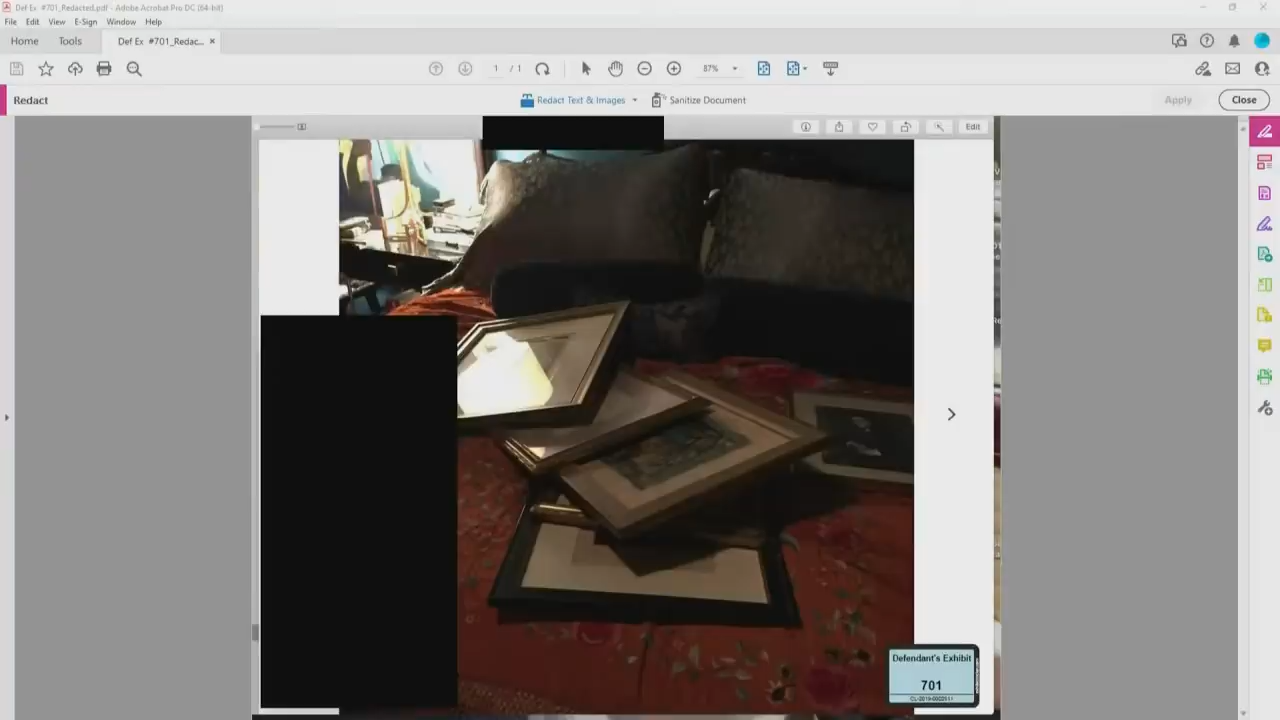 Def Ex #701_Redacted.pdf - Adobe Acrobat Pro DC (64-bit)
File Edit View E-Sign Window Help
Home Tools Def Ex #701_Redac... ×
1 / 1 87%
Redact Redact Text & Images Sanitize Document Apply Close
Edit
Defendant's Exhibit
701